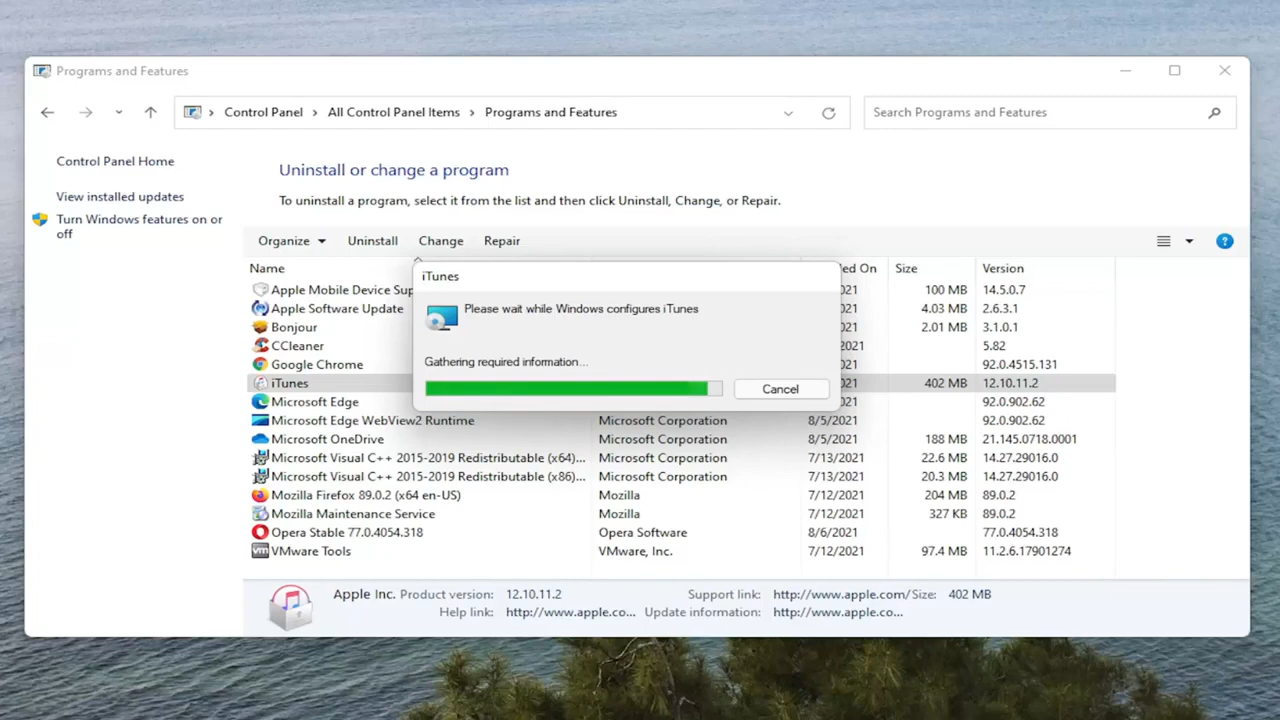 Programs and Features
Control Panel > All Control Panel Items > Programs and Features
Search Programs and Features
Control Panel Home
View installed updates
Turn Windows features on or
off
Uninstall or change a program
To uninstall a program, select it from the list and then click Uninstall, Change, or Repair.
Organize Uninstall Change Repair
Name ed On Size Version
Apple Mobile Device Sup 021 100 MB 14.5.0.7
Apple Software Update 021 4.03 MB 2.6.3.1
Bonjour 021 2.01 MB 3.1.0.1
CCleaner 2021 5.82
Google Chrome 021 92.0.4515.131
iTunes 021 402 MB 12.10.11.2
Microsoft Edge 021 92.0.902.62
Microsoft Edge WebView2 Runtime Microsoft Corporation 8/5/2021 92.0.902.62
Microsoft OneDrive Microsoft Corporation 8/5/2021 188 MB 21.145.0718.0001
Microsoft Visual C++ 2015-2019 Redistributable (x64)... Microsoft Corporation 7/13/2021 22.6 MB 14.27.29016.0
Microsoft Visual C++ 2015-2019 Redistributable (x86)... Microsoft Corporation 7/13/2021 20.3 MB 14.27.29016.0
Mozilla Firefox 89.0.2 (x64 en-US) Mozilla 7/12/2021 204 MB 89.0.2
Mozilla Maintenance Service Mozilla 7/12/2021 327 KB 89.0.2
Opera Stable 77.0.4054.318 Opera Software 8/6/2021 77.0.4054.318
VMware Tools VMware, Inc. 7/12/2021 97.4 MB 11.2.6.17901274
iTunes
Please wait while Windows configures iTunes
Gathering required information...
Cancel
Apple Inc. Product version: 12.10.11.2 Support link: http://www.apple.com/ Size: 402 MB
Help link: http://www.apple.co... Update information: http://www.apple.co...